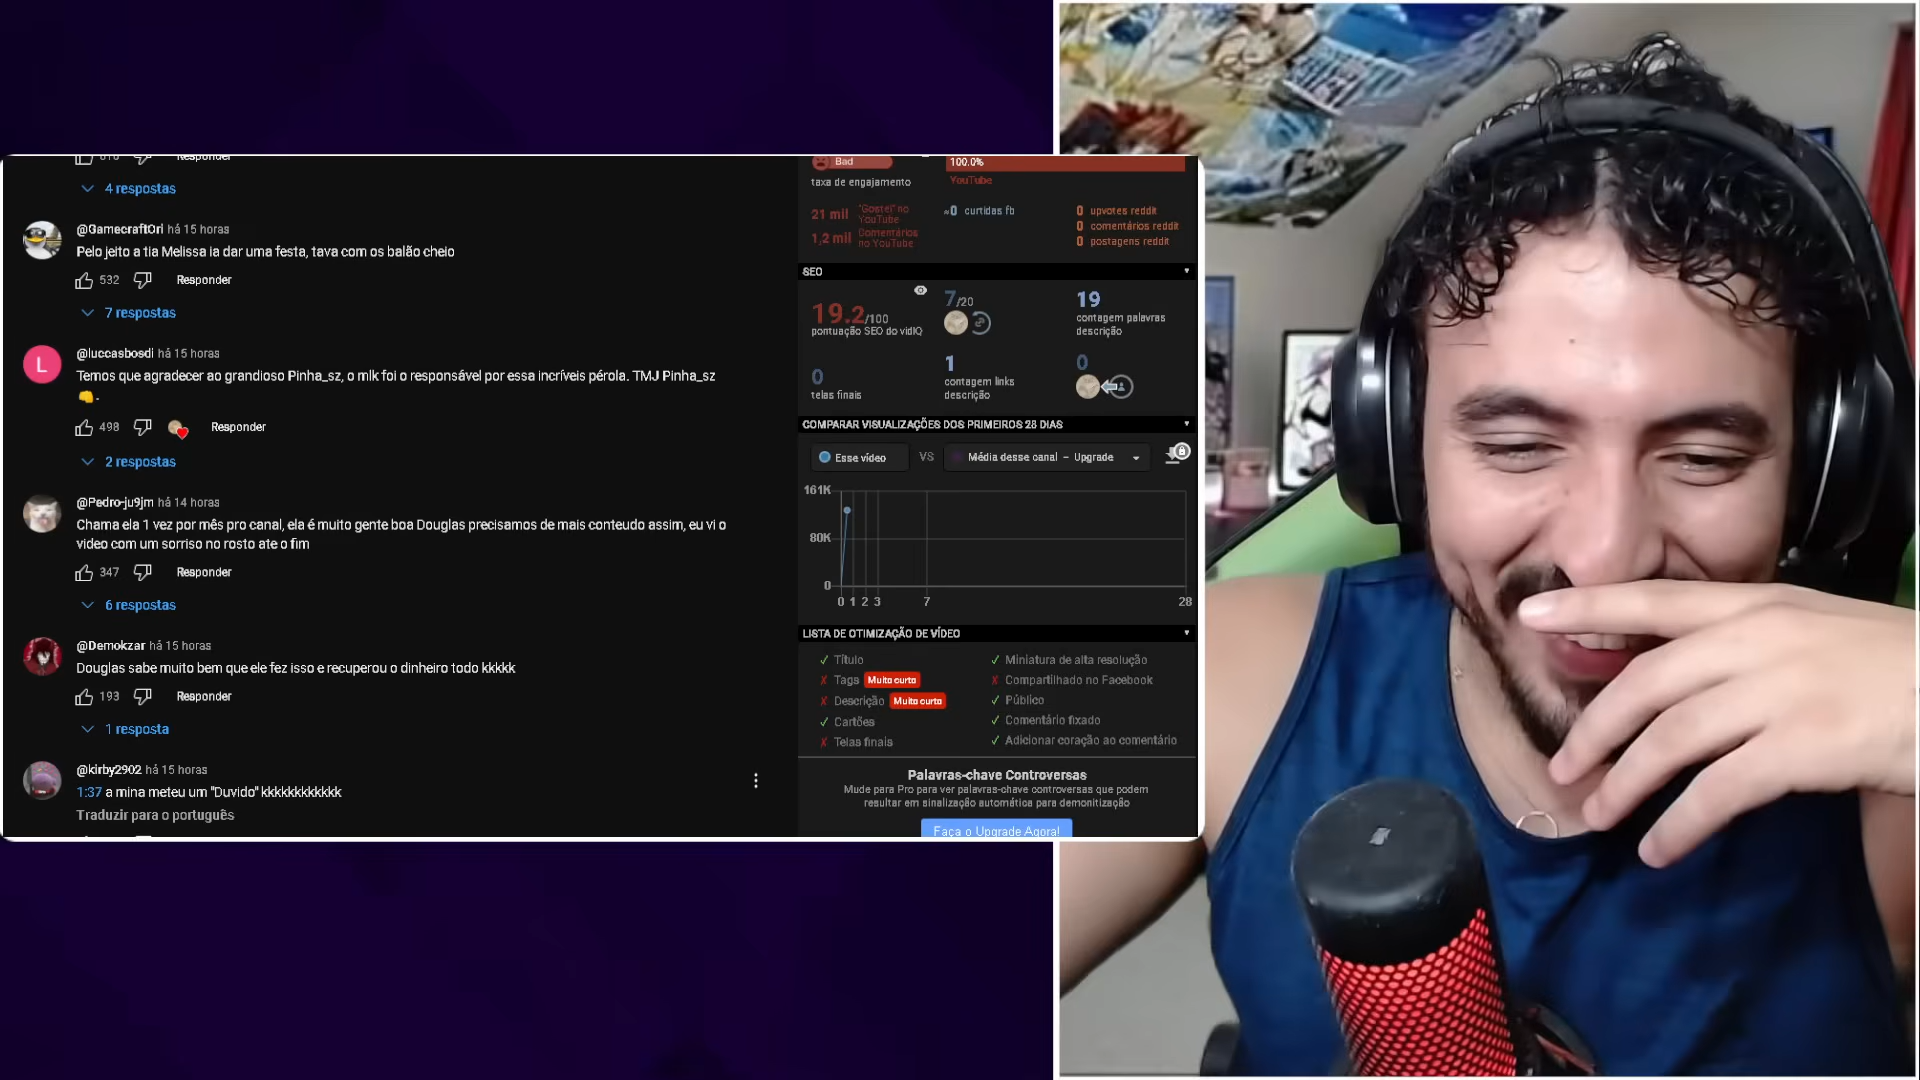 Responder
4 respostas
@GamecraftOri há 15 horas
Pelo jeito a tia Melissa ia dar uma festa, tava com os balão cheio
532 Responder
7 respostas
L
@luccasbosdi há 15 horas
Temos que agradecer ao grandioso Pinha_sz, o mlk foi o responsável por essa incríveis pérola. TMJ Pinha_sz
👊.
498 Responder
2 respostas
@Pedro-ju9jm há 14 horas
Chama ela 1 vez por mês pro canal, ela é muito gente boa Douglas precisamos de mais conteudo assim, eu vi o
video com um sorriso no rosto ate o fim
347 Responder
6 respostas
@Demokzar há 15 horas
Douglas sabe muito bem que ele fez isso e recuperou o dinheiro todo kkkkk
193 Responder
1 resposta
@kirby2902 há 15 horas
1:37 a mina meteu um "Duvido" kkkkkkkkkkkk
Traduzir para o português
Bad
taxa de engajamento
100.0%
YouTube
21 mil "Gostei" no YouTube
1,2 mil Comentários no YouTube
0 curtidas fb
0 upvotes reddit
0 comentários reddit
0 postagens reddit
SEO
19.2/100
pontuação SEO do vidIQ
7/20
19
contagem palavras
descrição
0
telas finais
1
contagem links
descrição
0
COMPARAR VISUALIZAÇÕES DOS PRIMEIROS 28 DIAS
Esse vídeo VS Média desse canal - Upgrade
161K
80K
0
0 1 2 3 7 28
LISTA DE OTIMIZAÇÃO DE VÍDEO
✓ Título
✗ Tags Muito curta
✗ Descrição Muito curta
✓ Cartões
✗ Telas finais
✓ Miniatura de alta resolução
✗ Compartilhado no Facebook
✓ Público
✓ Comentário fixado
✓ Adicionar coração ao comentário
Palavras-chave Controversas
Mude para Pro para ver palavras-chave controversas que podem
resultar em sinalização automática para demonitização
Faça o Upgrade Agora!